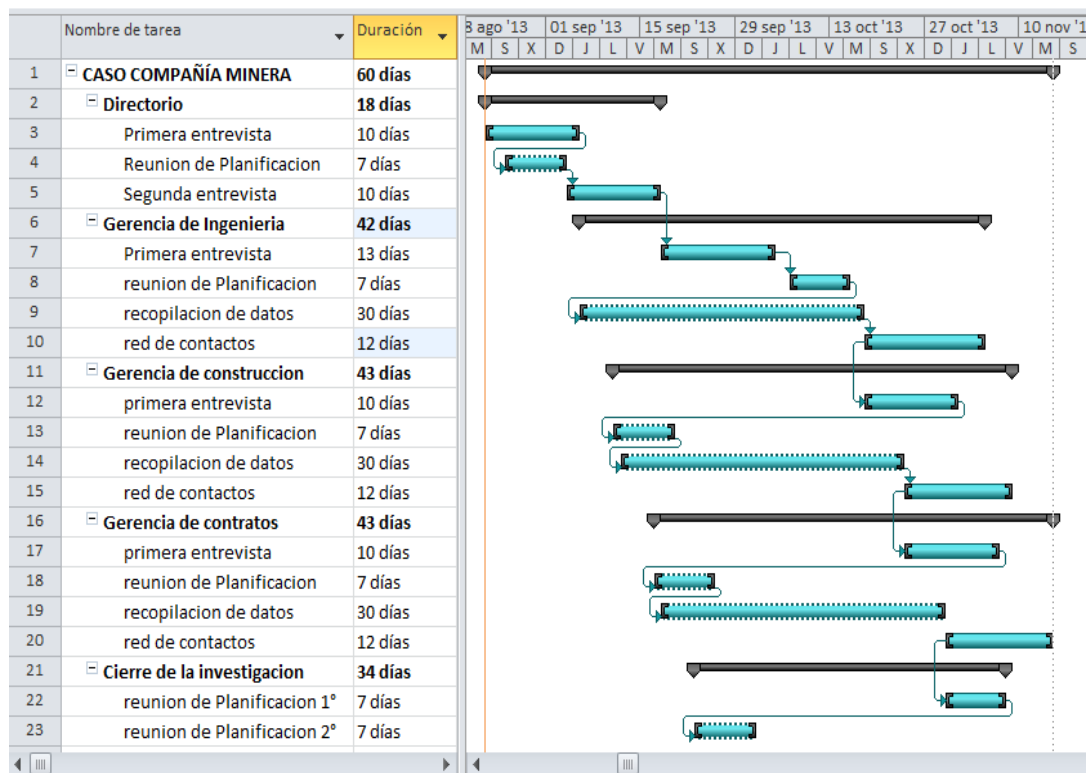 Nombre de tarea Duración 8 ago '13 01 sep '13 15 sep '13 29 sep '13 13 oct '13 27 oct '13 10 nov '13
M S X D J L V M S X D J L V M S X D J L V M S
1 CASO COMPAÑÍA MINERA 60 días
2 Directorio 18 días
3 Primera entrevista 10 días
4 Reunion de Planificacion 7 días
5 Segunda entrevista 10 días
6 Gerencia de Ingenieria 42 días
7 Primera entrevista 13 días
8 reunion de Planificacion 7 días
9 recopilacion de datos 30 días
10 red de contactos 12 días
11 Gerencia de construccion 43 días
12 primera entrevista 10 días
13 reunion de Planificacion 7 días
14 recopilacion de datos 30 días
15 red de contactos 12 días
16 Gerencia de contratos 43 días
17 primera entrevista 10 días
18 reunion de Planificacion 7 días
19 recopilacion de datos 30 días
20 red de contactos 12 días
21 Cierre de la investigacion 34 días
22 reunion de Planificacion 1° 7 días
23 reunion de Planificacion 2° 7 días